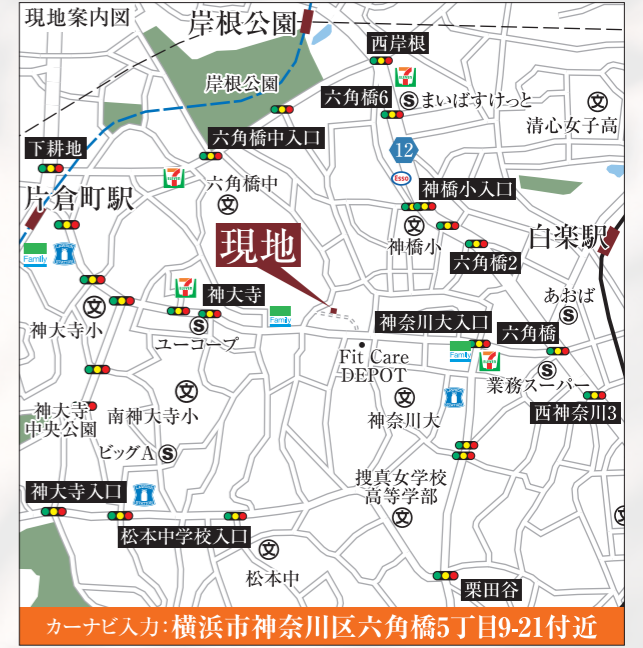 現地案内図
岸根公園
西岸根
岸根公園
六角橋6
まいばすけっと
清心女子高
六角橋中入口
下耕地
12
Esso
片倉町駅
六角橋中
神橋小入口
神橋小
白楽駅
現地
六角橋2
Family
神大寺
あおば
神大寺小
ユーコープ
Family
神奈川大入口
六角橋
Fit Care
DEPOT
Family
業務スーパー
神大寺
中央公園
南神大寺小
神奈川大
西神奈川3
ビッグA
捜真女学校
高等学部
神大寺入口
松本中学校入口
松本中
栗田谷
カーナビ入力:横浜市神奈川区六角橋5丁目9-21付近